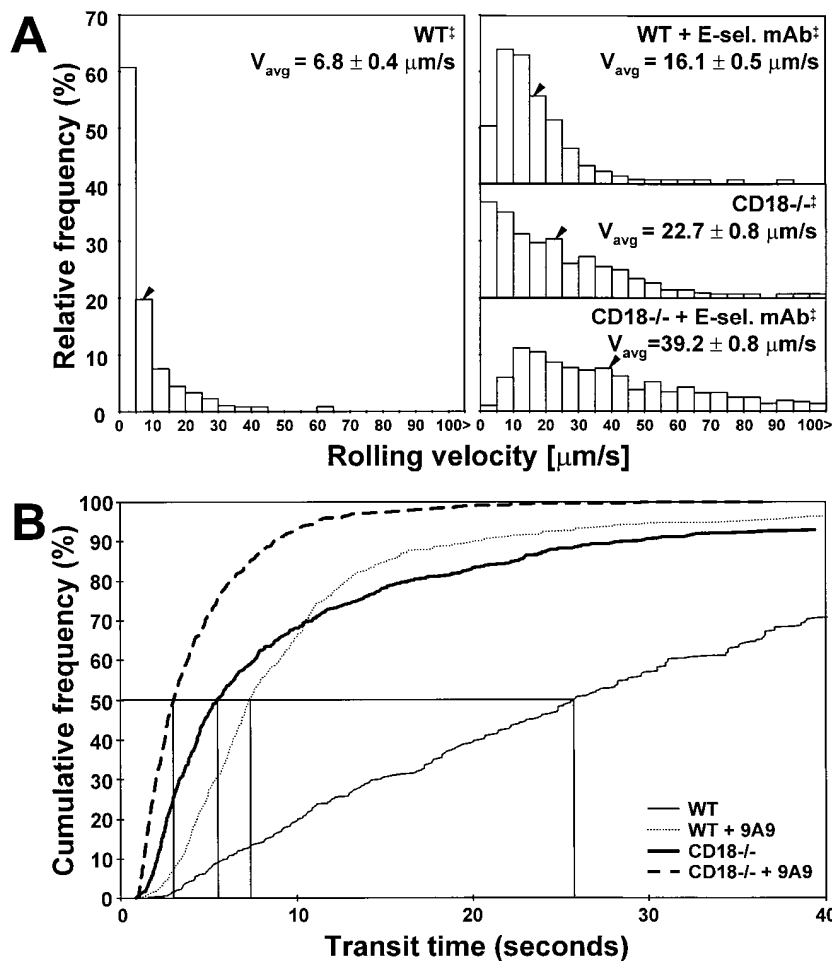 A
WT‡
Vavg = 6.8 ± 0.4 μm/s
WT + E-sel. mAb‡
Vavg = 16.1 ± 0.5 μm/s
CD18-/-‡
Vavg = 22.7 ± 0.8 μm/s
CD18-/- + E-sel. mAb‡
Vavg=39.2 ± 0.8 μm/s
Relative frequency (%)
70
60
50
40
30
20
10
0
0 10 20 30 40 50 60 70 80 90 100>
0 10 20 30 40 50 60 70 80 90 100>
Rolling velocity [μm/s]
B
Cumulative frequency (%)
100
90
80
70
60
50
40
30
20
10
0
0 10 20 30 40
Transit time (seconds)
WT
WT + 9A9
CD18-/-
CD18-/- + 9A9